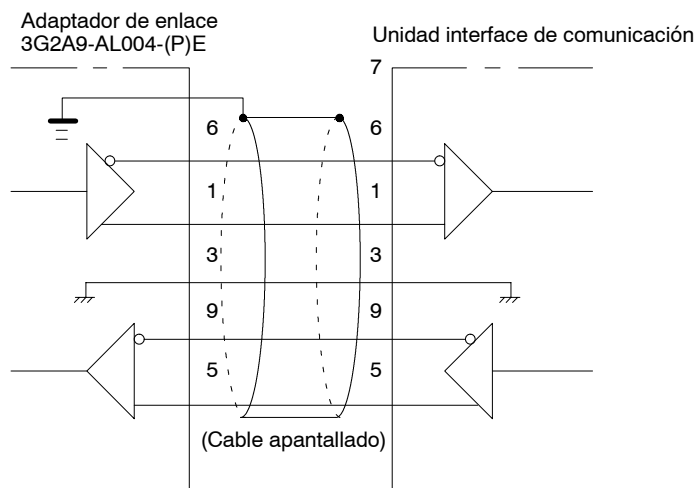 Adaptador de enlace
3G2A9-AL004-(P)E
Unidad interface de comunicación
7
6 6
1 1
3 3
9 9
5 5
(Cable apantallado)